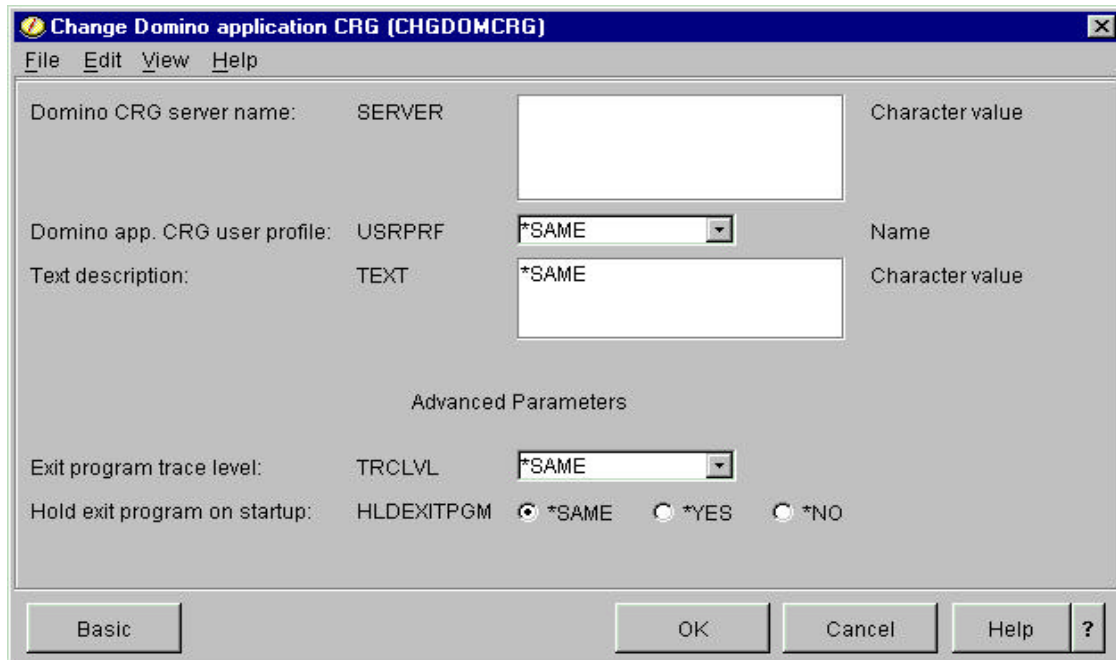 Change Domino application CRG (CHGDOMCRG)
File Edit View Help
Domino CRG server name: SERVER Character value
Domino app. CRG user profile: USRPRF *SAME Name
Text description: TEXT *SAME Character value
Advanced Parameters
Exit program trace level: TRCLVL *SAME
Hold exit program on startup: HLDEXITPGM *SAME *YES *NO
Basic OK Cancel Help ?